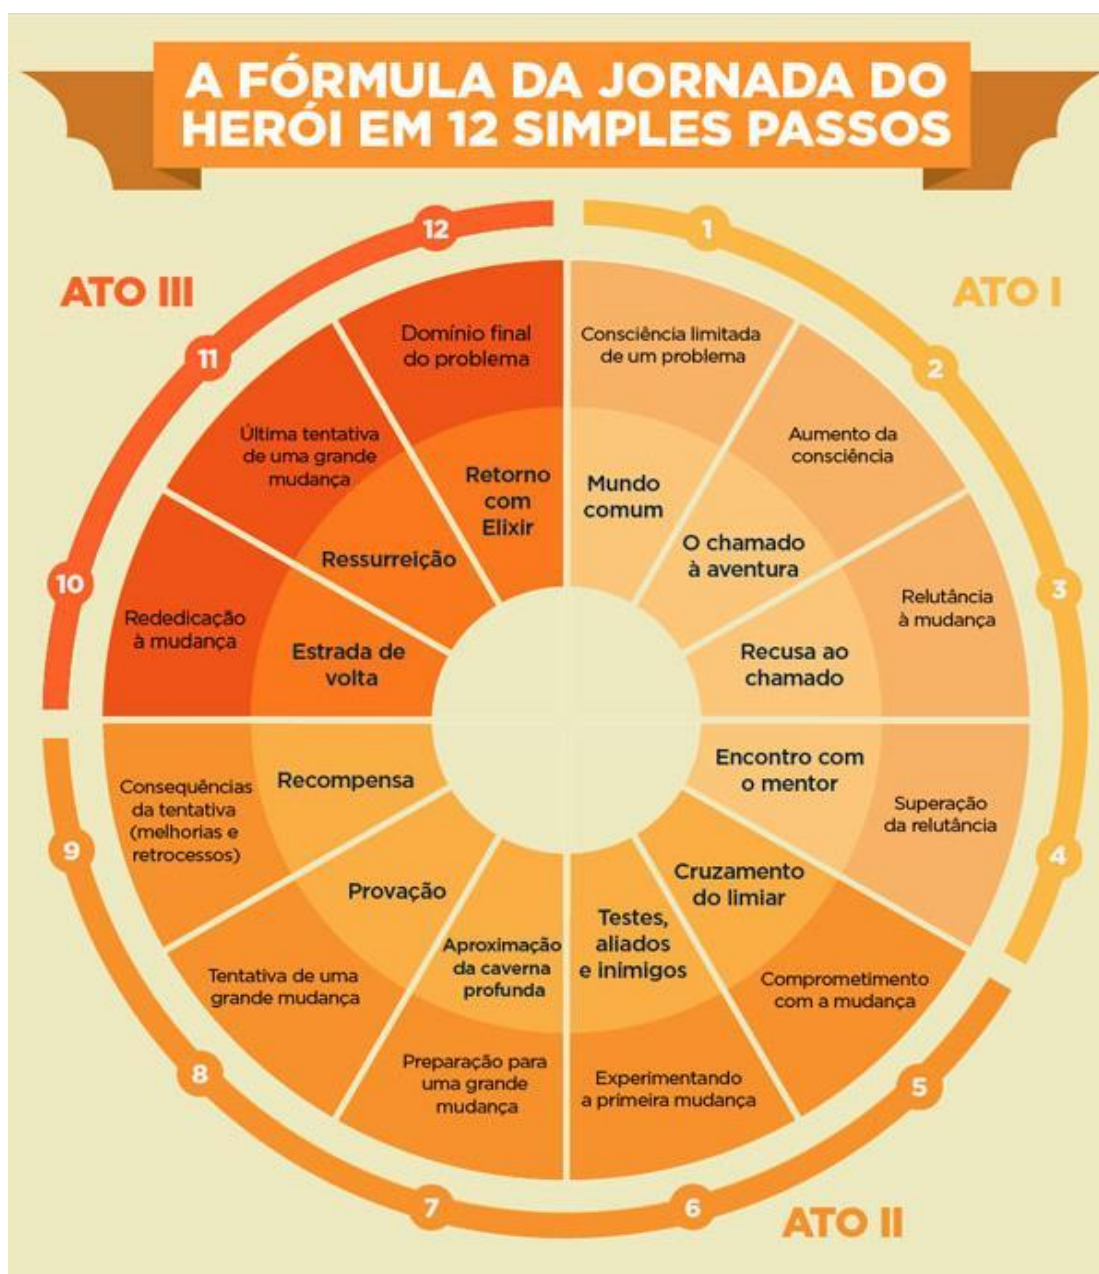 A FÓRMULA DA JORNADA DO
HERÓI EM 12 SIMPLES PASSOS
ATO I
1
Consciência limitada
de um problema
Mundo
comum
2
Aumento da
consciência
O chamado
à aventura
3
Relutância
à mudança
Recusa ao
chamado
4
Superação
da relutância
Encontro com
o mentor
ATO II
5
Comprometimento
com a mudança
Cruzamento
do limiar
6
Experimentando
a primeira mudança
Testes,
aliados
e inimigos
7
Preparação para
uma grande
mudança
Aproximação
da caverna
profunda
8
Tentativa de uma
grande mudança
Provação
9
Consequências
da tentativa
(melhorias e
retrocessos)
Recompensa
ATO III
10
Rededicação
à mudança
Estrada de
volta
11
Última tentativa
de uma grande
mudança
Ressurreição
12
Domínio final
do problema
Retorno
com
Elixir